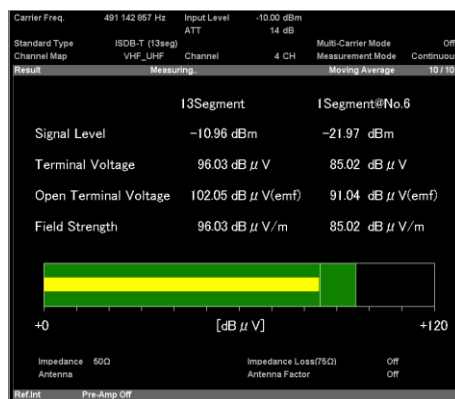 Carrier Freq. 491 142 857 Hz Input Level -10.00 dBm
ATT 14 dB
Standard Type ISDB-T (13seg) Multi-Carrier Mode Off
Channel Map VHF_UHF Channel 4 CH Measurement Mode Continuou
Result Measuring.. Moving Average 10 / 10
13Segment 1Segment@No.6
Signal Level -10.96 dBm -21.97 dBm
Terminal Voltage 96.03 dB μ V 85.02 dB μ V
Open Terminal Voltage 102.05 dB μ V(emf) 91.04 dB μ V(emf)
Field Strength 96.03 dB μ V/m 85.02 dB μ V/m
+0 [dB μ V] +120
Impedance 50Ω Impedance Loss(75Ω) Off
Antenna Antenna Factor Off
Ref.Int Pre-Amp Off